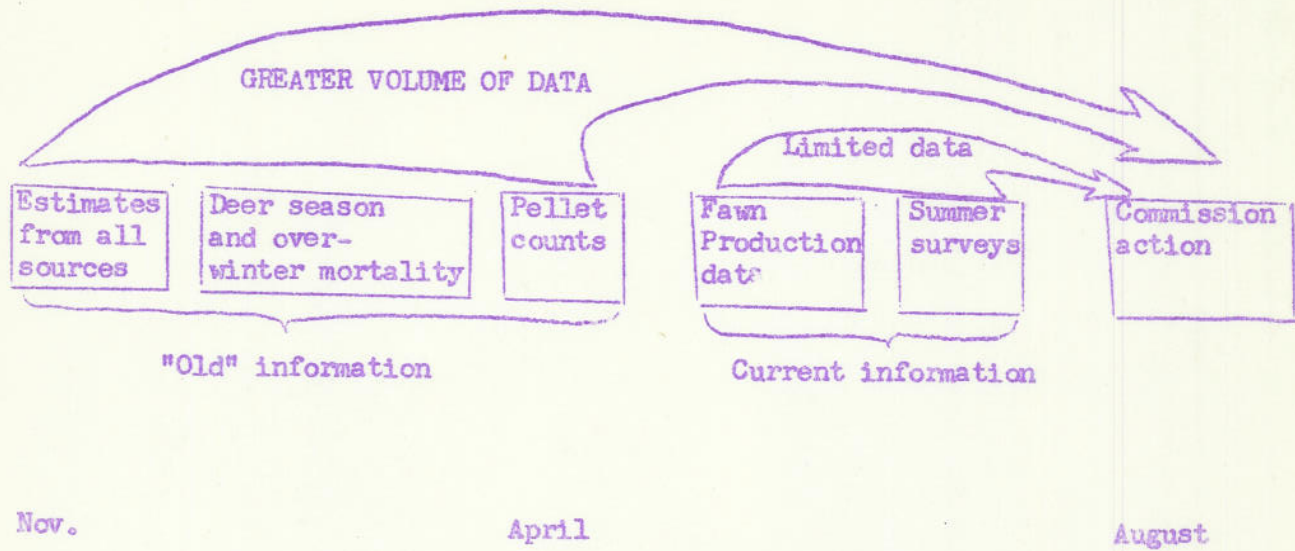 GREATER VOLUME OF DATA
Limited data
Estimates
from all
sources
Deer season
and over-
winter mortality
Pellet
counts
Fawn
Production
data
Summer
surveys
Commission
action
"Old" information
Current information
Nov.
April
August